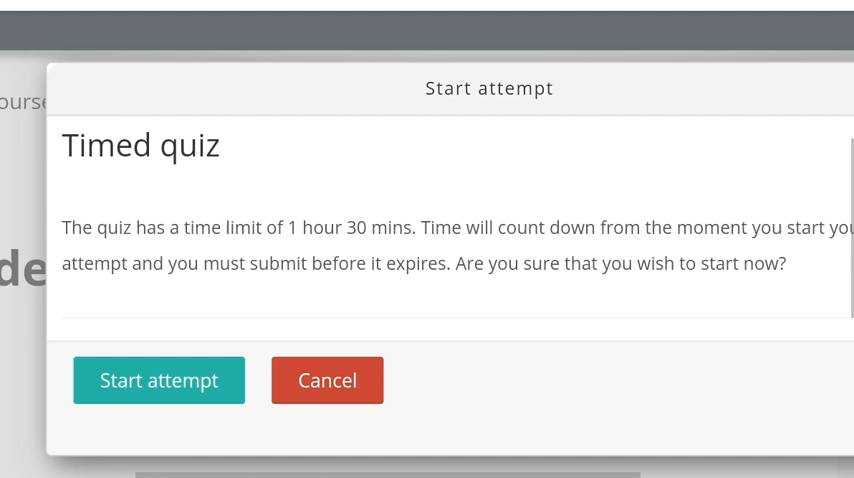 Start attempt
ourse
Timed quiz
The quiz has a time limit of 1 hour 30 mins. Time will count down from the moment you start you
de
attempt and you must submit before it expires. Are you sure that you wish to start now?
Start attempt
Cancel